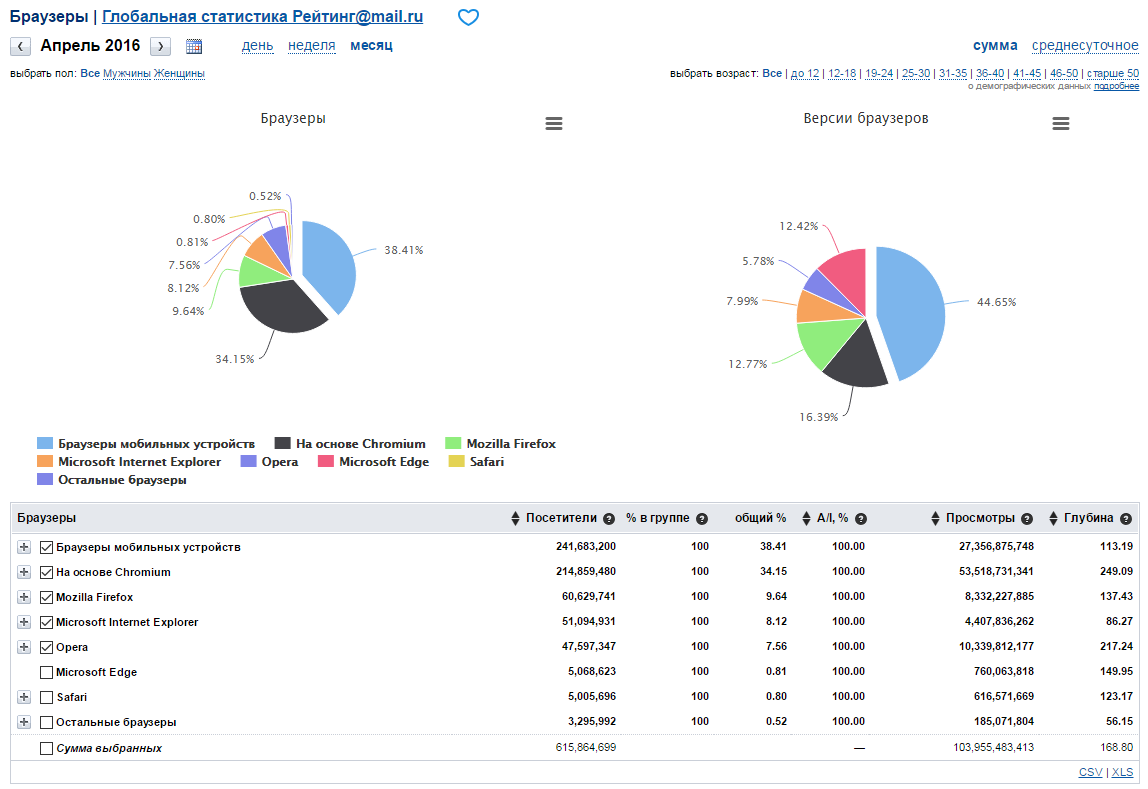 Браузеры | Глобальная статистика Рейтинг@mail.ru
Апрель 2016 день неделя месяц сумма среднесуточное
выбрать пол: Все Мужчины Женщины выбрать возраст: Все | до 12 | 12-18 | 19-24 | 25-30 | 31-35 | 36-40 | 41-45 | 46-50 | старше 50
о демографических данных подробнее
Браузеры Версии браузеров
0.52%
0.80%
0.81%
7.56%
8.12%
9.64%
34.15%
38.41%
12.42%
5.78%
7.99%
12.77%
16.39%
44.65%
Браузеры мобильных устройств На основе Chromium Mozilla Firefox
Microsoft Internet Explorer Opera Microsoft Edge Safari
Остальные браузеры
Браузеры Посетители ? % в группе ? общий % A/I, % ? Просмотры ? Глубина ?
Браузеры мобильных устройств 241,683,200 100 38.41 100.00 27,356,875,748 113.19
На основе Chromium 214,859,480 100 34.15 100.00 53,518,731,341 249.09
Mozilla Firefox 60,629,741 100 9.64 100.00 8,332,227,885 137.43
Microsoft Internet Explorer 51,094,931 100 8.12 100.00 4,407,836,262 86.27
Opera 47,597,347 100 7.56 100.00 10,339,812,177 217.24
Microsoft Edge 5,068,623 100 0.81 100.00 760,063,818 149.95
Safari 5,005,696 100 0.80 100.00 616,571,669 123.17
Остальные браузеры 3,295,992 100 0.52 100.00 185,071,804 56.15
Сумма выбранных 615,864,699 — 103,955,483,413 168.80
CSV | XLS